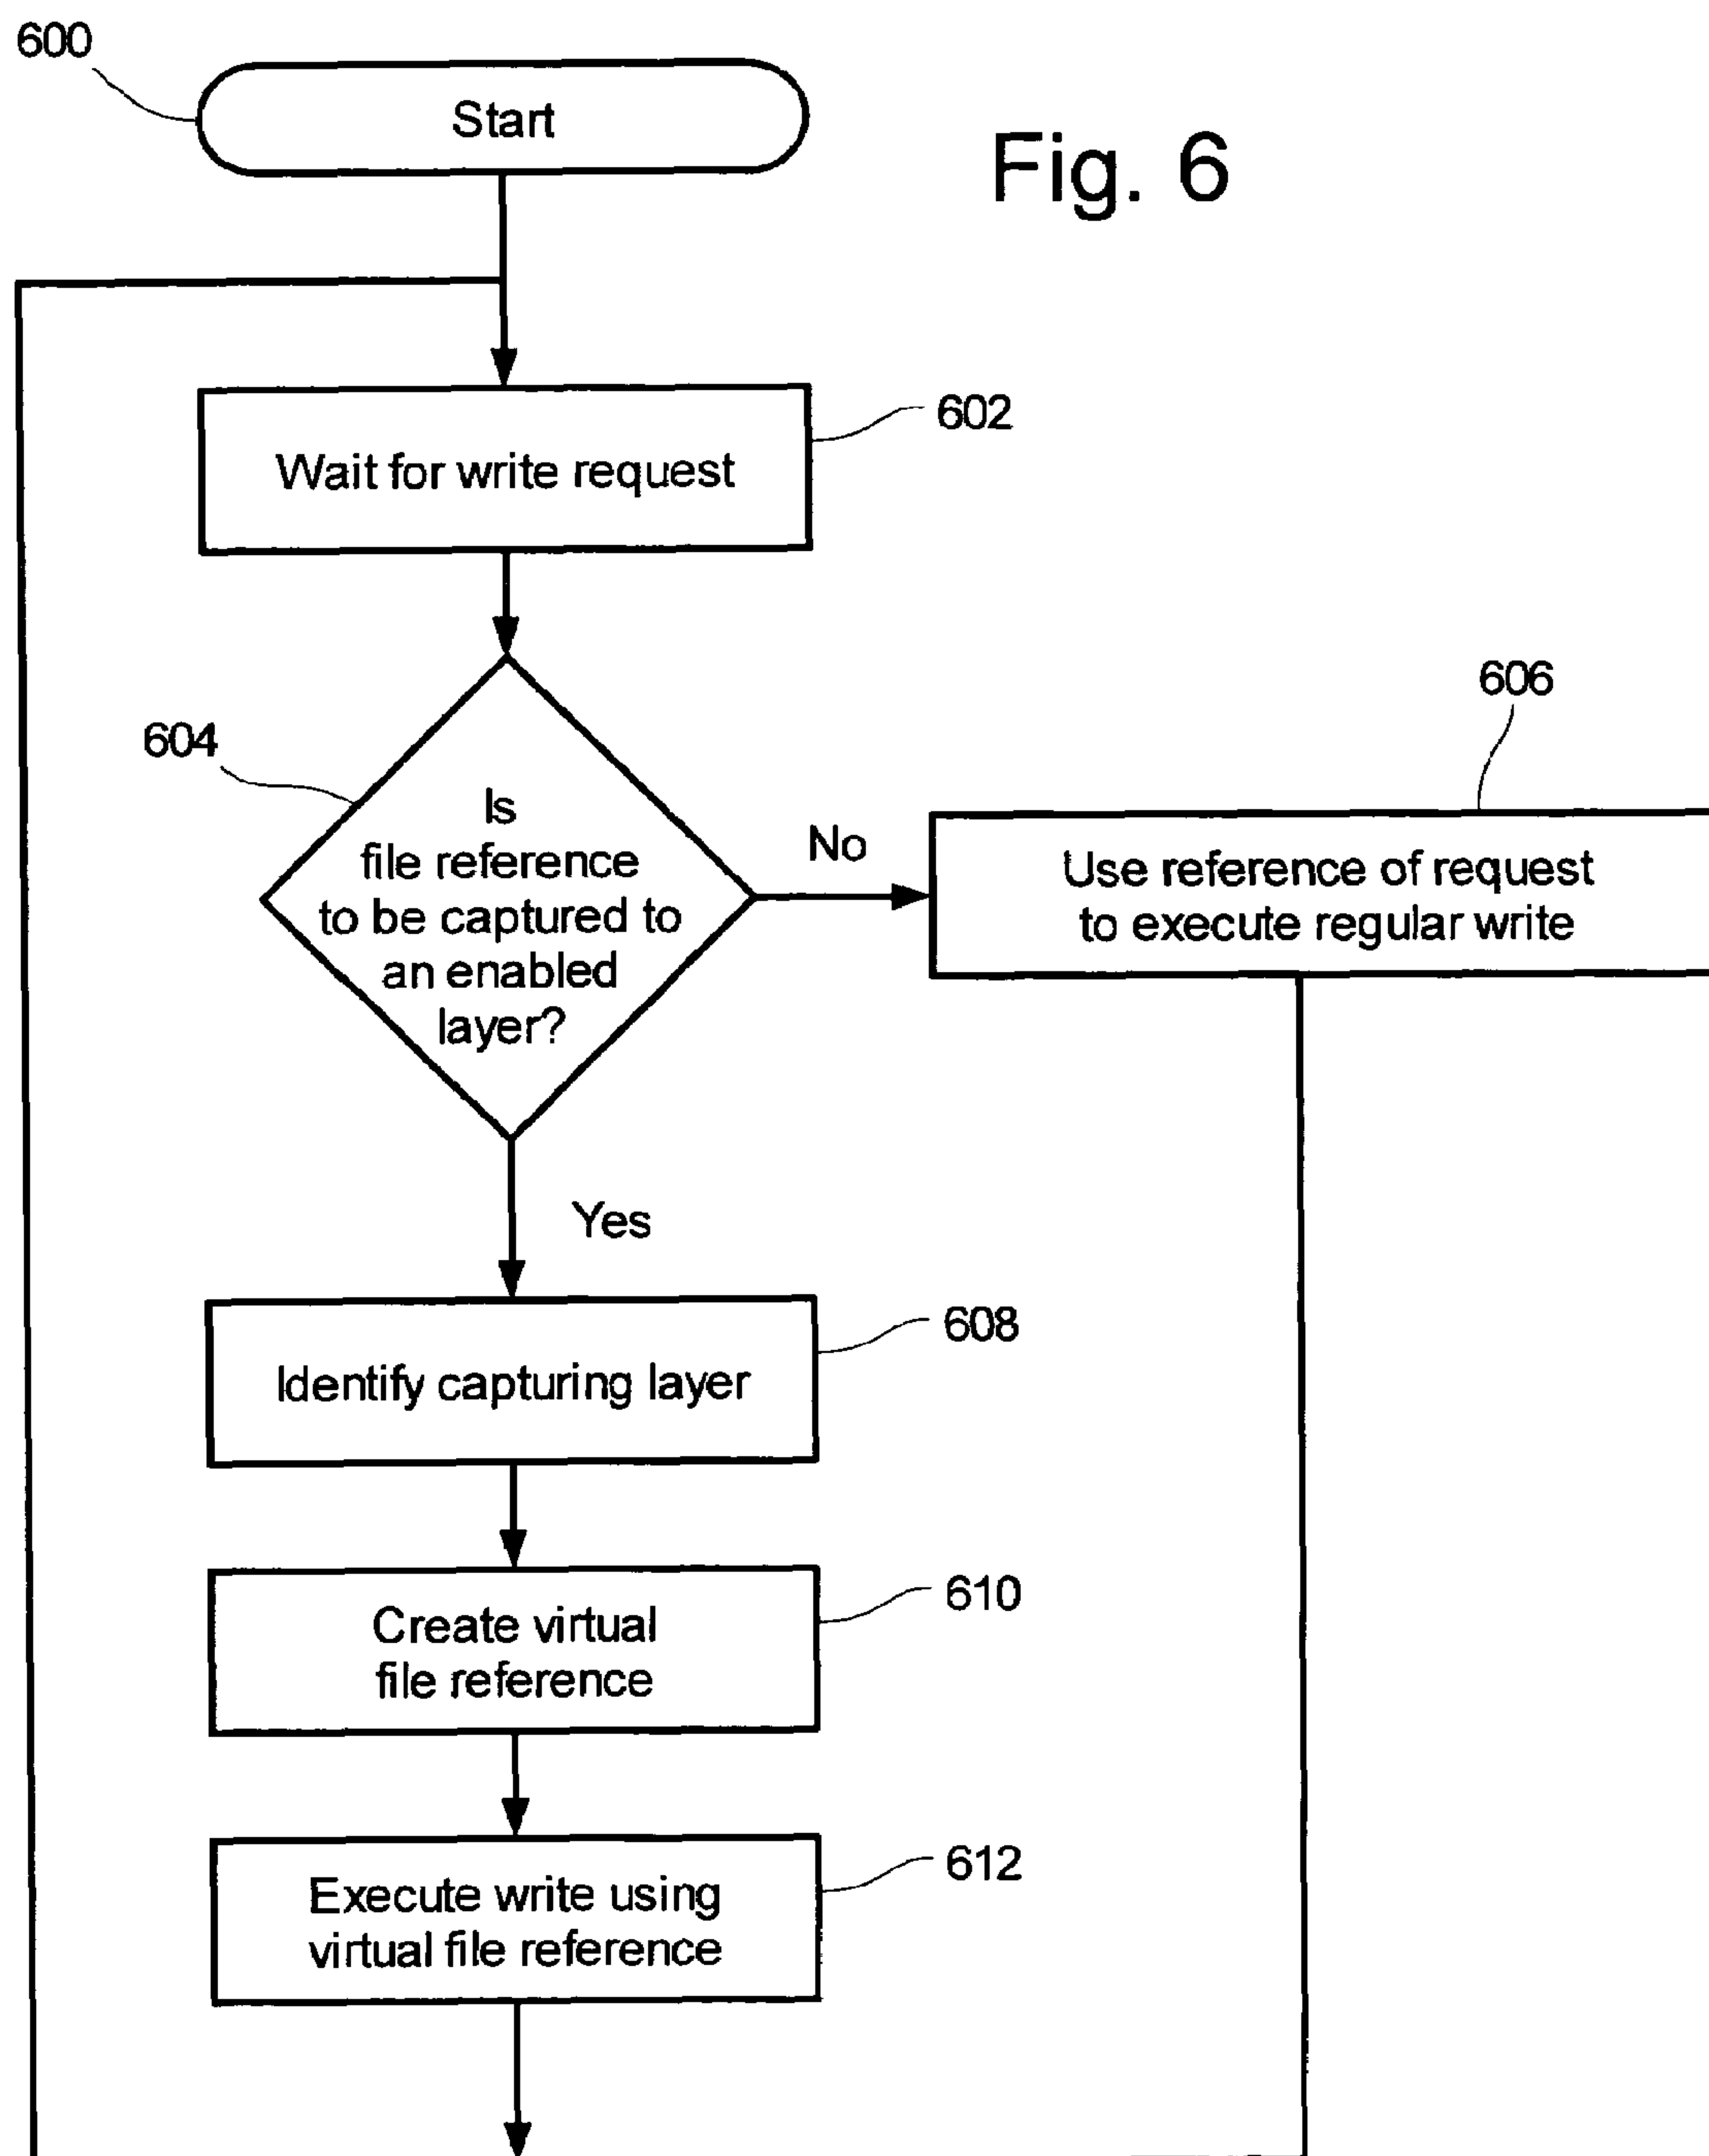 600
Start
Fig. 6
Wait for write request
602
604
Is
file reference
to be captured to
an enabled
layer?
No
606
Use reference of request
to execute regular write
Yes
Identify capturing layer
608
Create virtual
file reference
610
Execute write using
virtual file reference
612